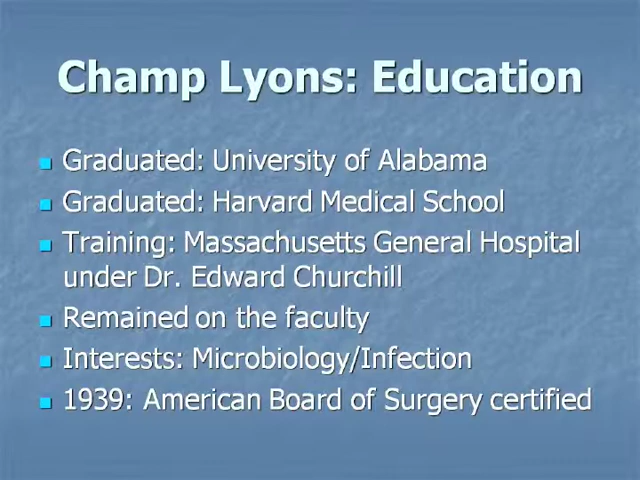 Champ Lyons: Education
Graduated: University of Alabama
Graduated: Harvard Medical School
Training: Massachusetts General Hospital
under Dr. Edward Churchill
Remained on the faculty
Interests: Microbiology/Infection
1939: American Board of Surgery certified